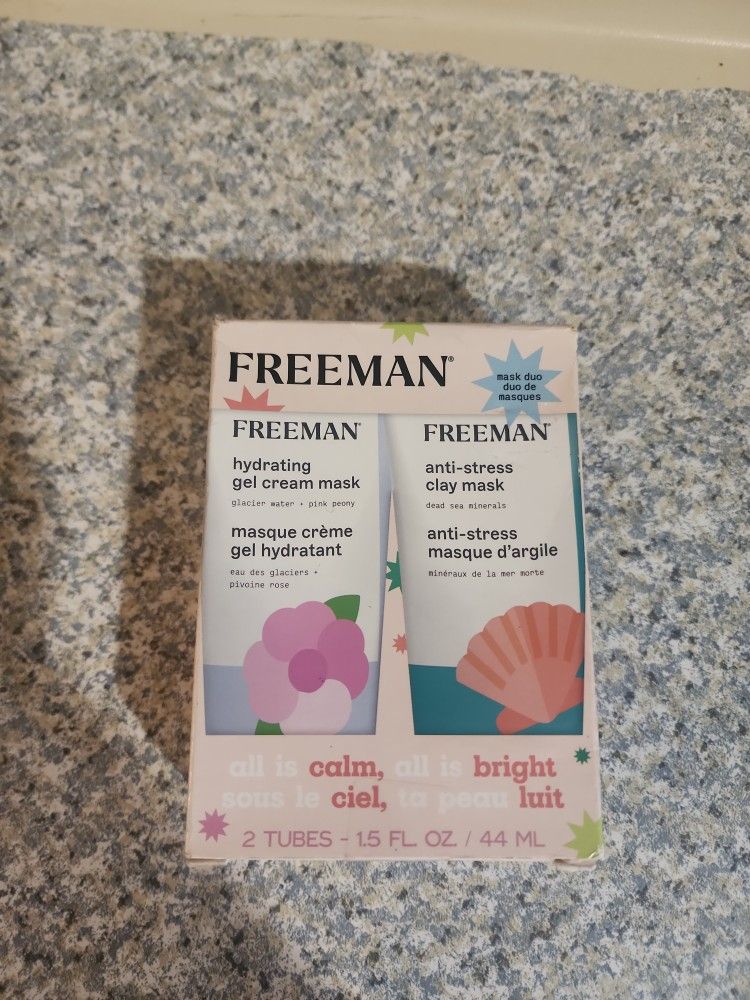 FREEMAN®
mask duo
duo de
masques
FREEMAN®
hydrating
gel cream mask
glacier water + pink peony
masque crème
gel hydratant
eau des glaciers +
pivoine rose
FREEMAN®
anti-stress
clay mask
dead sea minerals
anti-stress
masque d'argile
minéraux de la mer morte
all is calm, all is bright
sous le ciel, ta peau luit
2 TUBES - 1.5 FL. OZ. / 44 ML